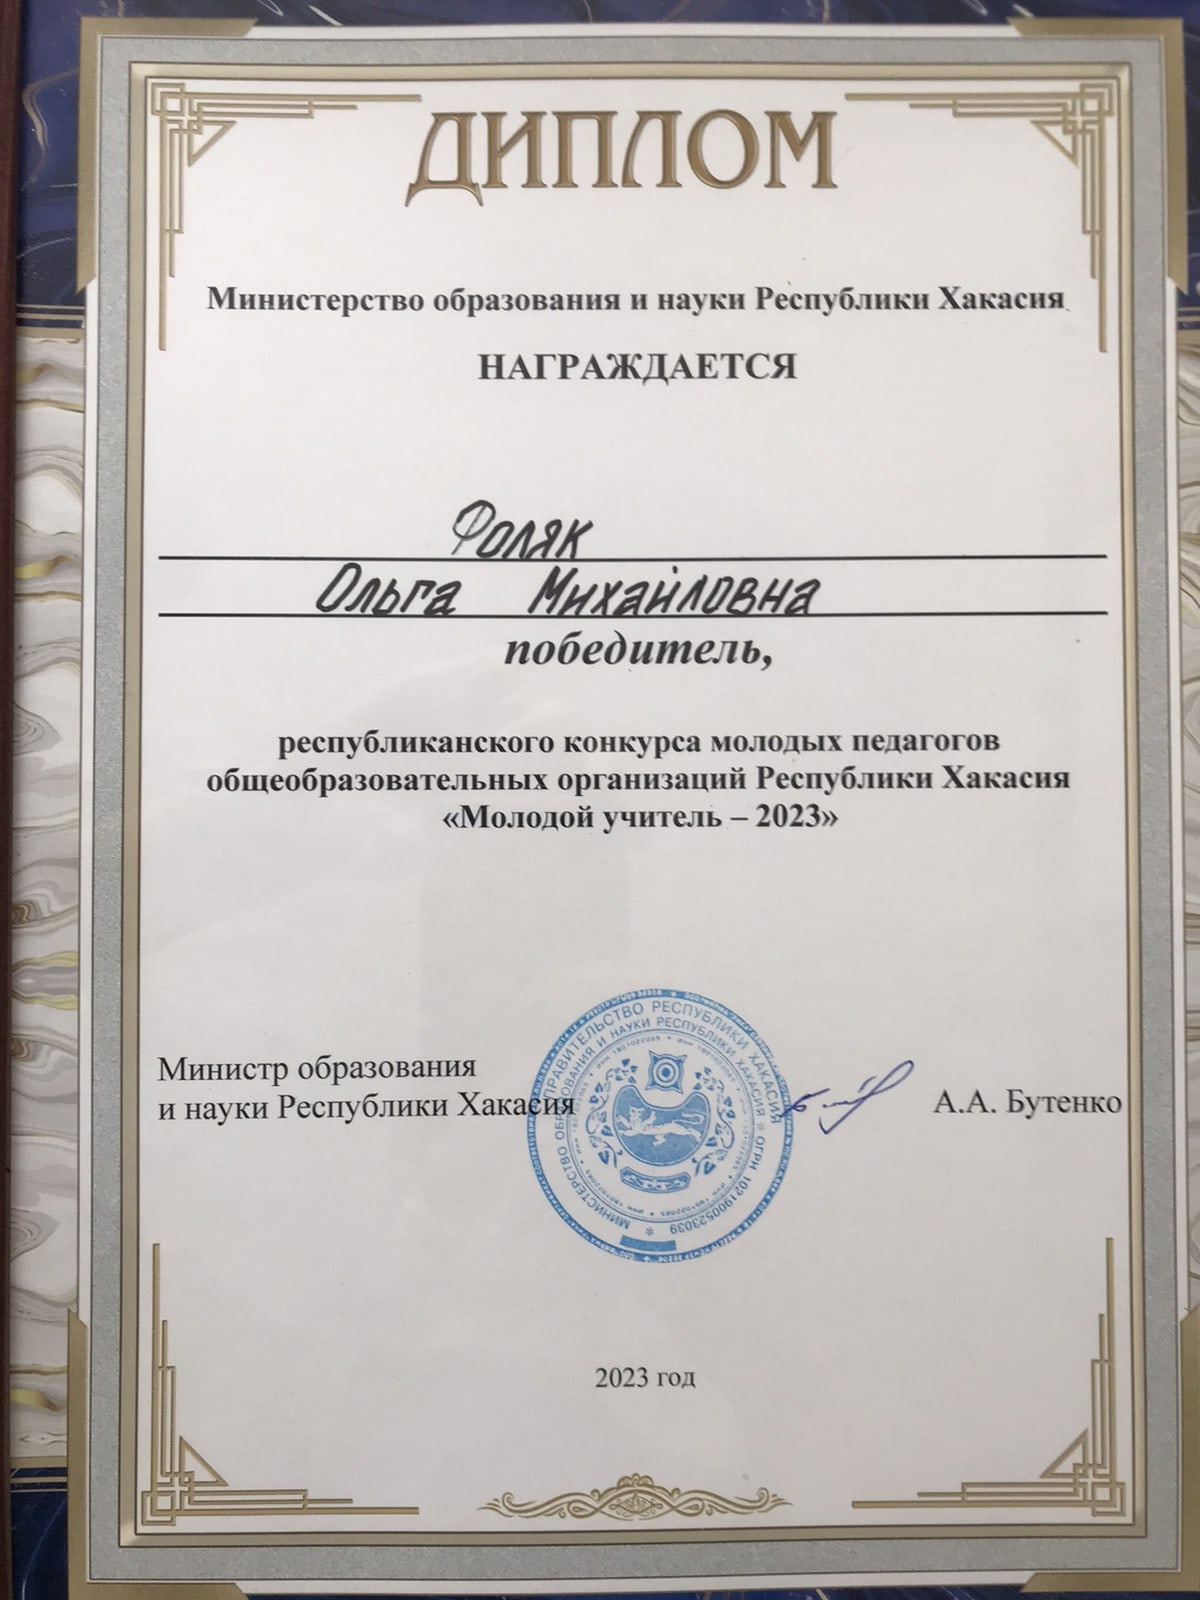 ДИПЛОМ
Министерство образования и науки Республики Хакасия
НАГРАЖДАЕТСЯ
Фоляк
Ольга Михайловна
победитель,
республиканского конкурса молодых педагогов
общеобразовательных организаций Республики Хакасия
«Молодой учитель – 2023»
Министр образования
и науки Республики Хакасия
А.А. Бутенко
ПРАВИТЕЛЬСТВО РЕСПУБЛИКИ ХАКАСИЯ
МИНИСТЕРСТВО ОБРАЗОВАНИЯ И НАУКИ РЕСПУБЛИКИ ХАКАСИЯ * ОГРН 1021900523039 *
2023 год